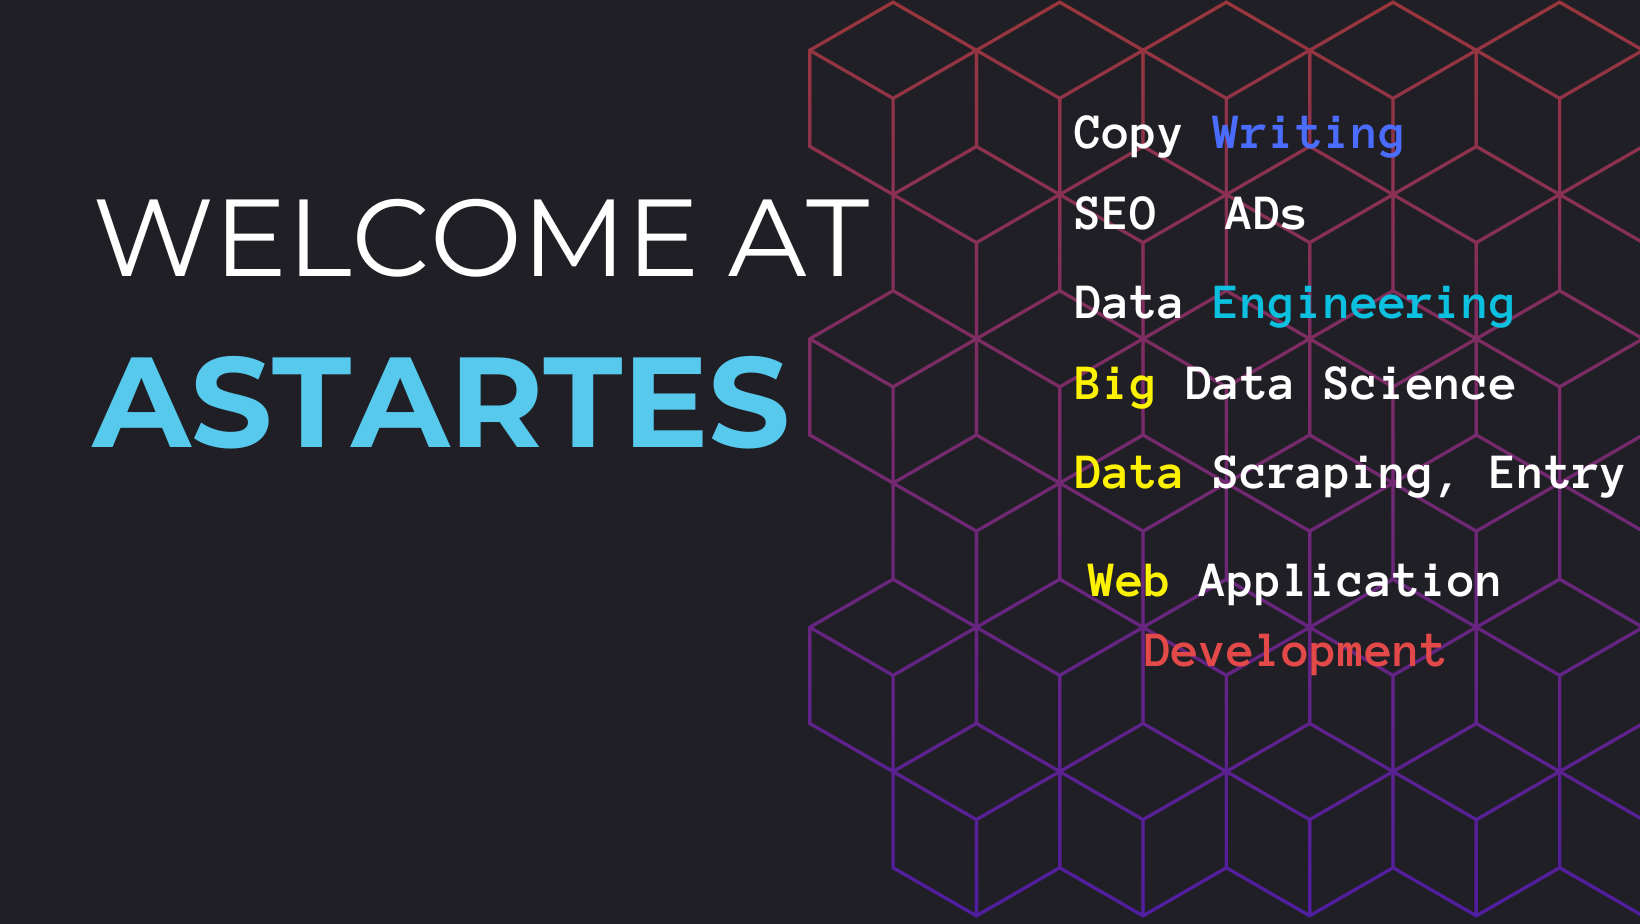 WELCOME AT
ASTARTES
Copy Writing
SEO ADs
Data Engineering
Big Data Science
Data Scraping, Entry
Web Application
Development